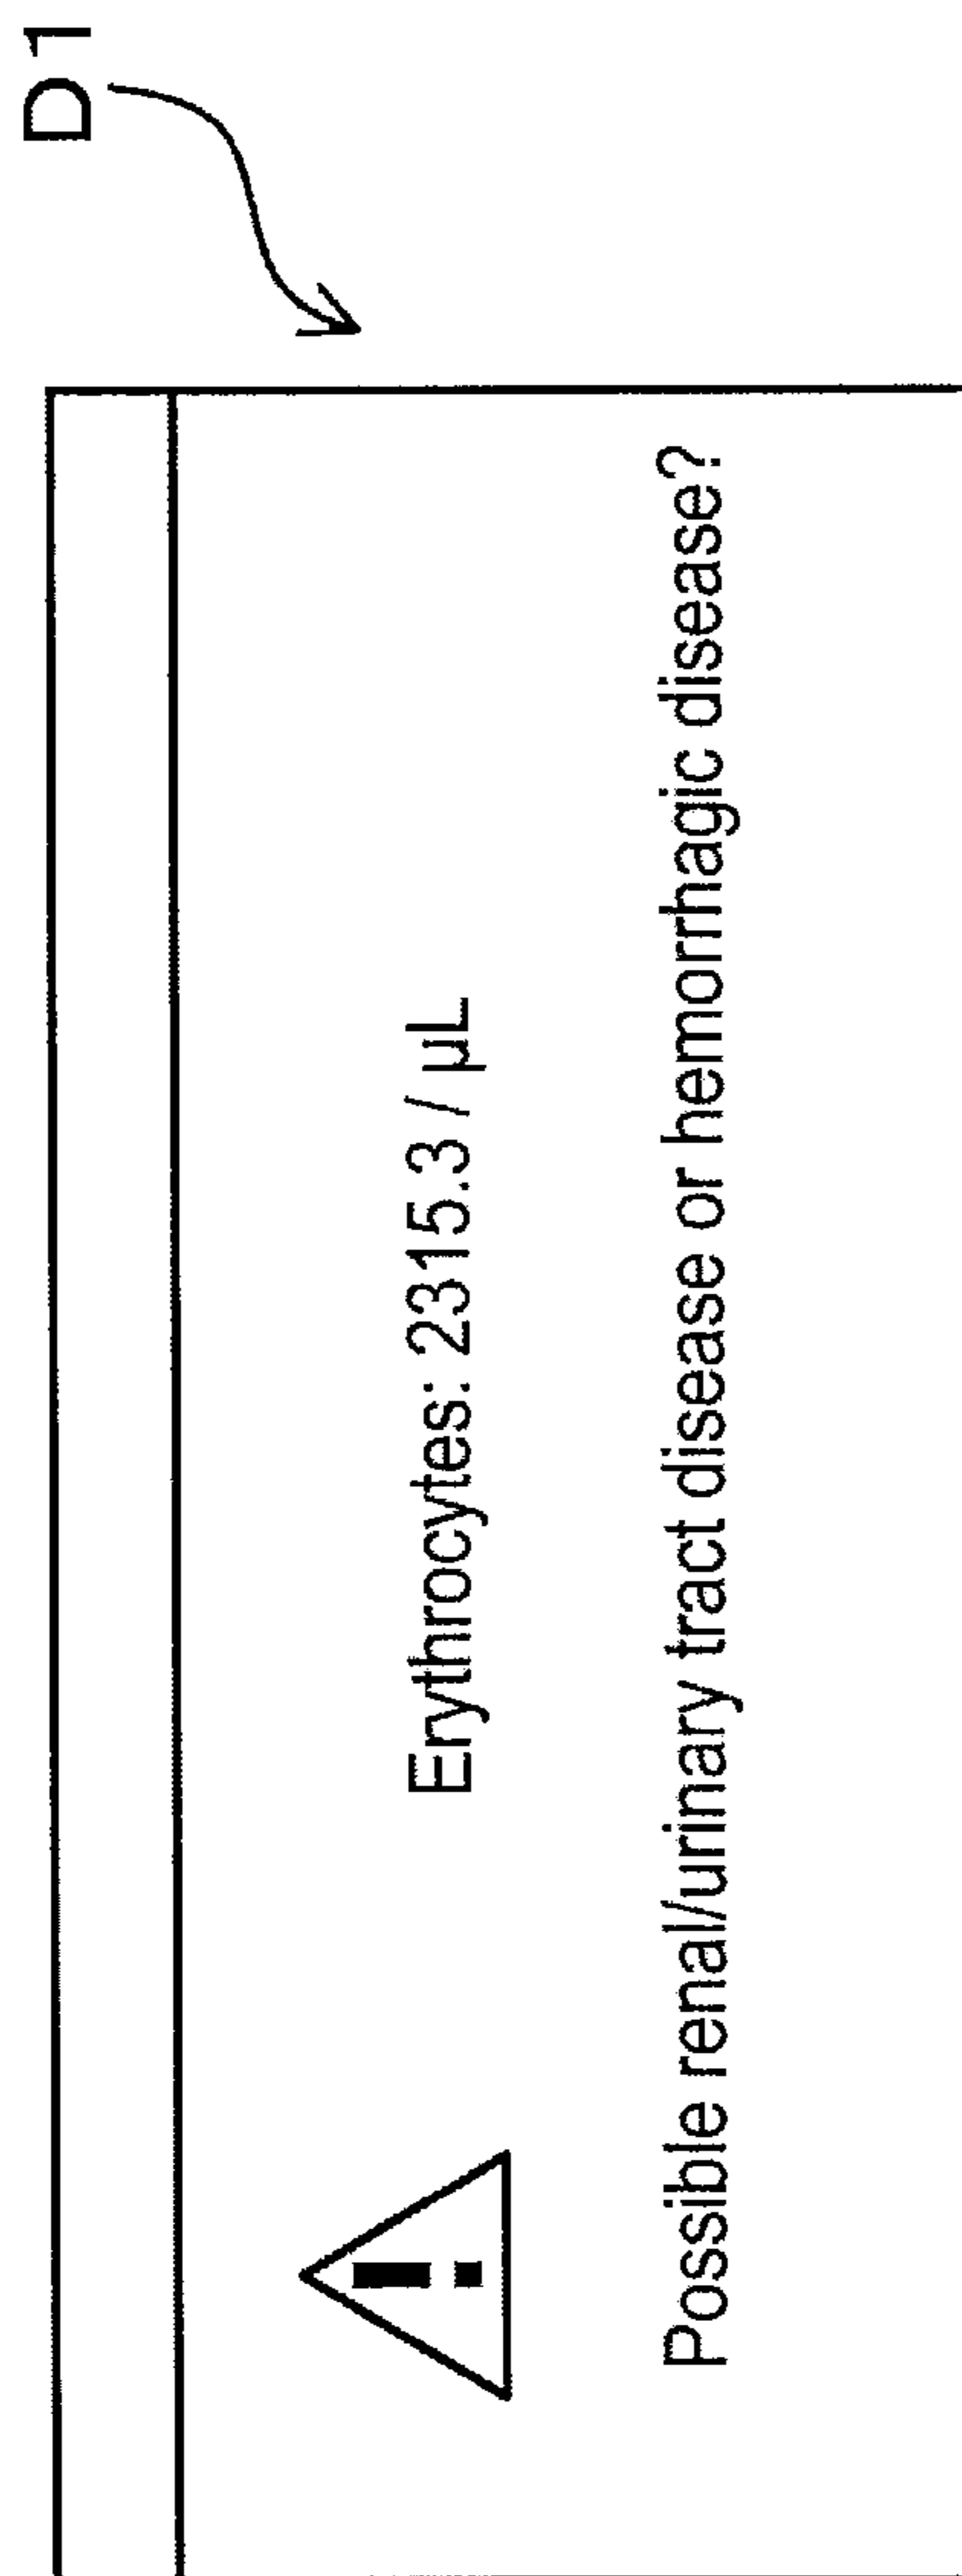 D1
Erythrocytes: 2315.3 / µL
Possible renal/urinary tract disease or hemorrhagic disease?